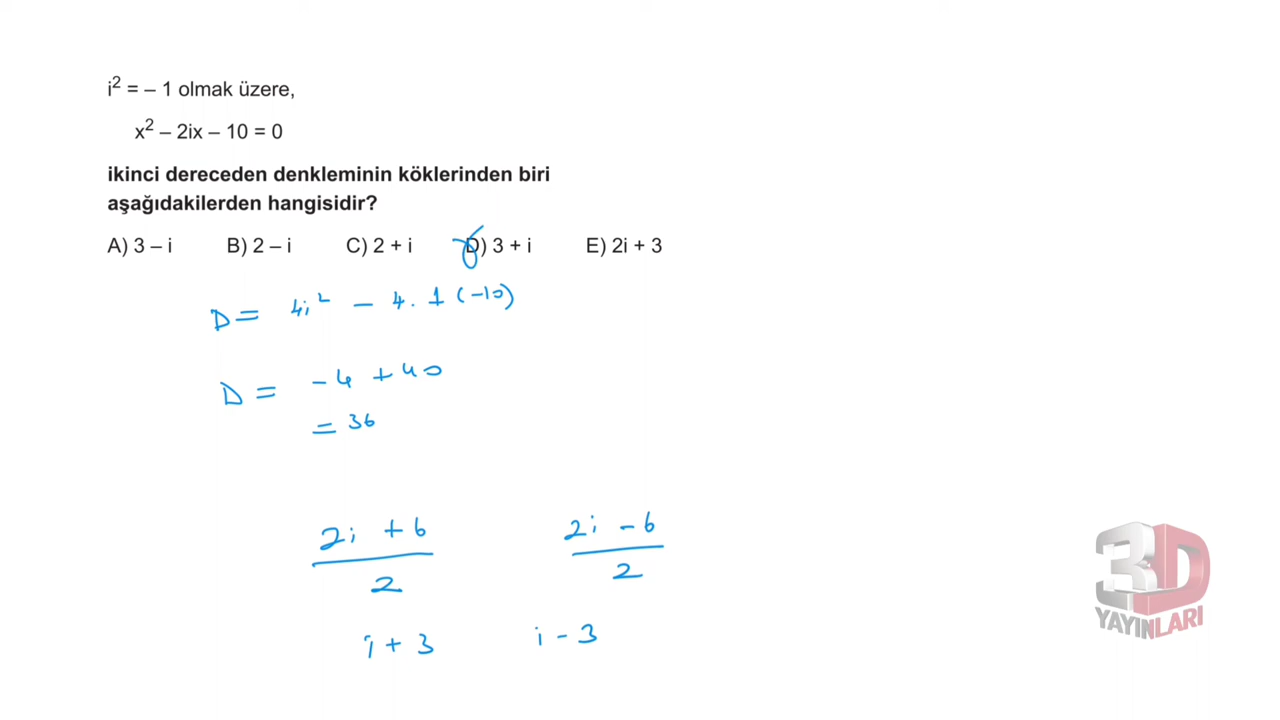 i² = – 1 olmak üzere,
x² – 2ix – 10 = 0
ikinci dereceden denkleminin köklerinden biri
aşağıdakilerden hangisidir?
A) 3 – i B) 2 – i C) 2 + i D) 3 + i E) 2i + 3
D = 4i² – 4 . 1 (–10)
D = – 4 + 40
= 36
2i + 6 2i – 6
2 2
i + 3 i – 3
3D
YAYINLARI